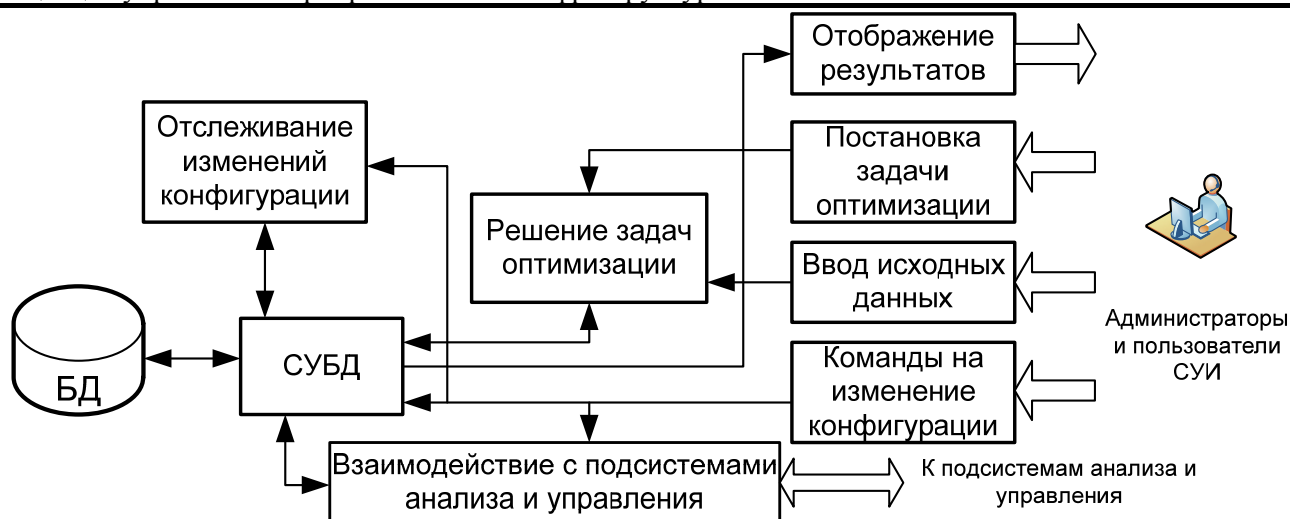 Отображение
результатов
Отслеживание
изменений
конфигурации
Постановка
задачи
оптимизации
Решение задач
оптимизации
Ввод исходных
данных
Администраторы
и пользователи
СУИ
БД
СУБД
Команды на
изменение
конфигурации
Взаимодействие с подсистемами
анализа и управления
К подсистемам анализа и
управления